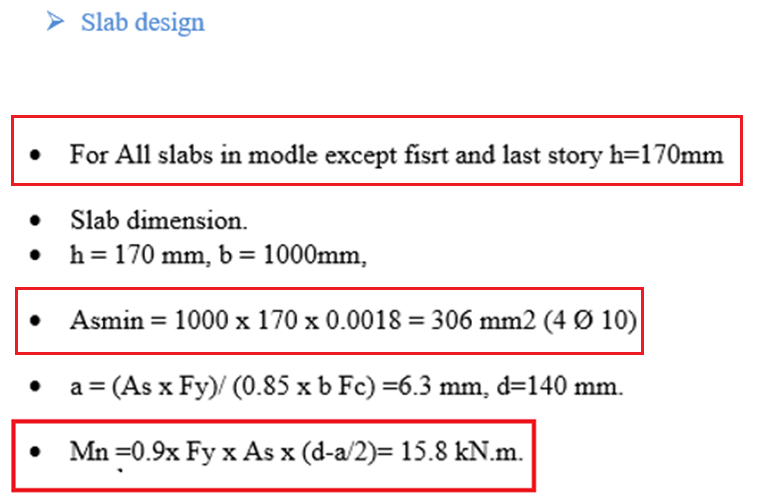 ➢ Slab design
• For All slabs in modle except fisrt and last story h=170mm
• Slab dimension.
• h = 170 mm, b = 1000mm,
• Asmin = 1000 x 170 x 0.0018 = 306 mm2 (4 Ø 10)
• a = (As x Fy)/ (0.85 x b Fc) =6.3 mm, d=140 mm.
• Mn =0.9x Fy x As x (d-a/2)= 15.8 kN.m.